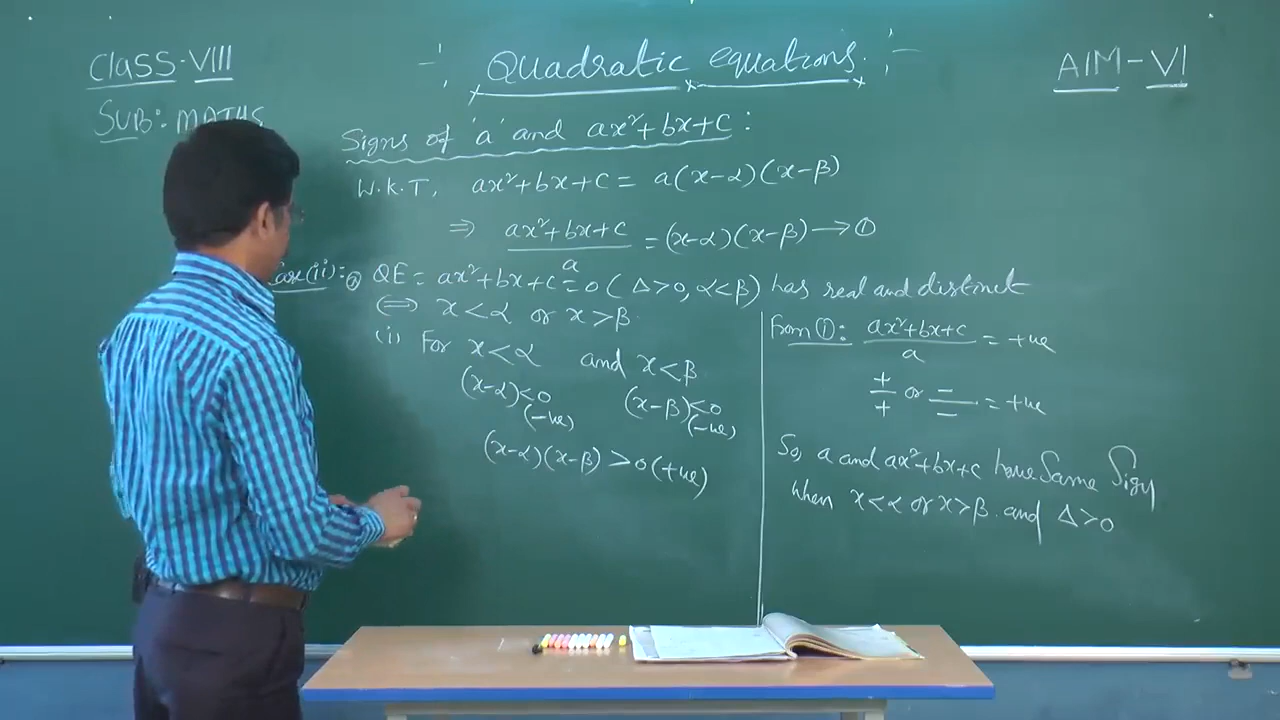 Class-VIII
Quadratic equations
AIM-VI
Sub: MATHS
Signs of 'a' and ax²+bx+c:
W.K.T, ax²+bx+c = a(x-α)(x-β)
⇒ ax²+bx+c / a = (x-α)(x-β) → ①
Case(ii): QE = ax²+bx+c = 0 (Δ>0, α<β) has real and distinct
⟺ x<α or x>β
(i) For x<α and x<β
(x-α)<0 (x-β)<0
(-ve) (-ve)
(x-α)(x-β) > 0 (+ve)
From ①: ax²+bx+c / a = +ve
+/+ or -/- = +ve
So, a and ax²+bx+c have Same Sign
When x<α or x>β. and Δ>0